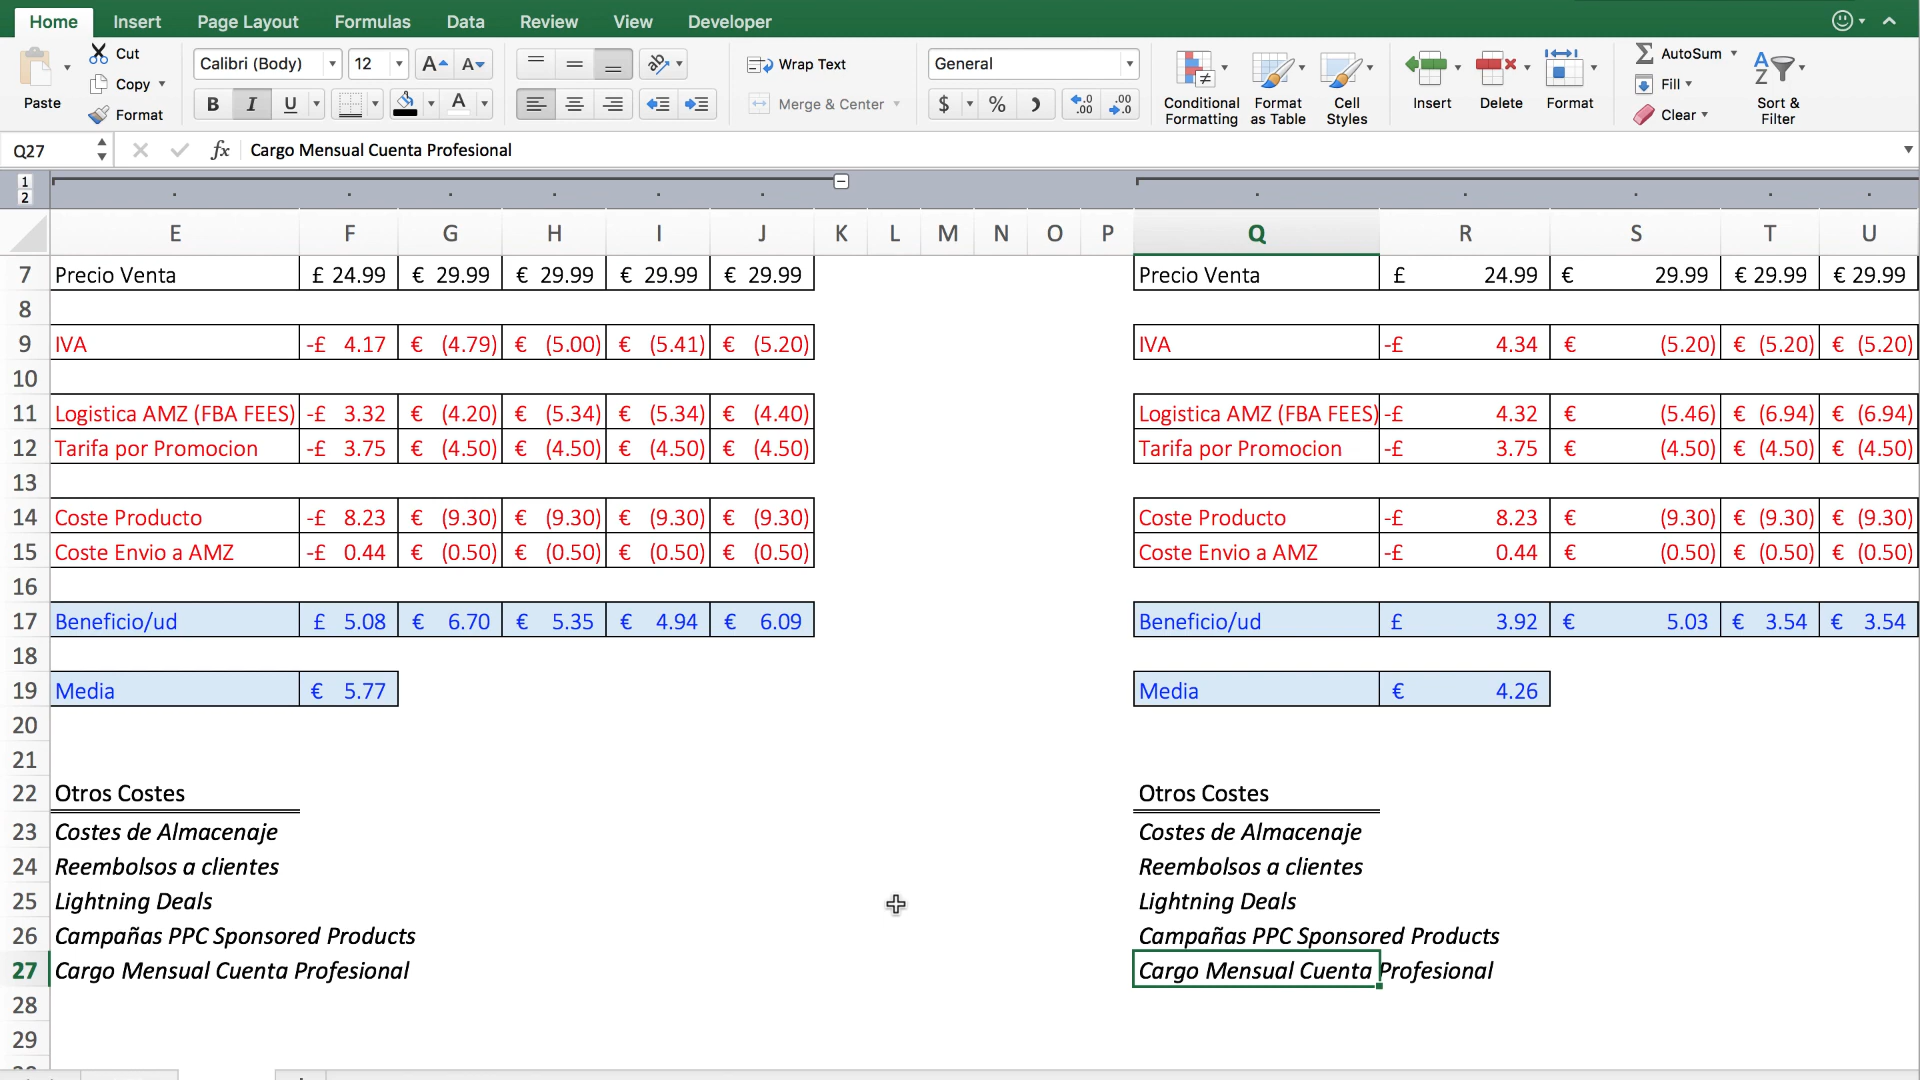 Home Insert Page Layout Formulas Data Review View Developer
Paste Cut Copy Format
Calibri (Body) 12 A A
B I U A
Wrap Text
Merge & Center
General
$ % .00 .00
Conditional Formatting
Format as Table
Cell Styles
Insert Delete Format
AutoSum
Fill
Clear
Sort & Filter
Q27 fx Cargo Mensual Cuenta Profesional
1
2
E F G H I J K L M N O P Q R S T U
7 Precio Venta £ 24.99 € 29.99 € 29.99 € 29.99 € 29.99 Precio Venta £ 24.99 € 29.99 € 29.99 € 29.99
8
9 IVA -£ 4.17 € (4.79) € (5.00) € (5.41) € (5.20) IVA -£ 4.34 € (5.20) € (5.20) € (5.20)
10
11 Logistica AMZ (FBA FEES) -£ 3.32 € (4.20) € (5.34) € (5.34) € (4.40) Logistica AMZ (FBA FEES) -£ 4.32 € (5.46) € (6.94) € (6.94)
12 Tarifa por Promocion -£ 3.75 € (4.50) € (4.50) € (4.50) € (4.50) Tarifa por Promocion -£ 3.75 € (4.50) € (4.50) € (4.50)
13
14 Coste Producto -£ 8.23 € (9.30) € (9.30) € (9.30) € (9.30) Coste Producto -£ 8.23 € (9.30) € (9.30) € (9.30)
15 Coste Envio a AMZ -£ 0.44 € (0.50) € (0.50) € (0.50) € (0.50) Coste Envio a AMZ -£ 0.44 € (0.50) € (0.50) € (0.50)
16
17 Beneficio/ud £ 5.08 € 6.70 € 5.35 € 4.94 € 6.09 Beneficio/ud £ 3.92 € 5.03 € 3.54 € 3.54
18
19 Media € 5.77 Media € 4.26
20
21
22 Otros Costes Otros Costes
23 Costes de Almacenaje Costes de Almacenaje
24 Reembolsos a clientes Reembolsos a clientes
25 Lightning Deals Lightning Deals
26 Campañas PPC Sponsored Products Campañas PPC Sponsored Products
27 Cargo Mensual Cuenta Profesional Cargo Mensual Cuenta Profesional
28
29